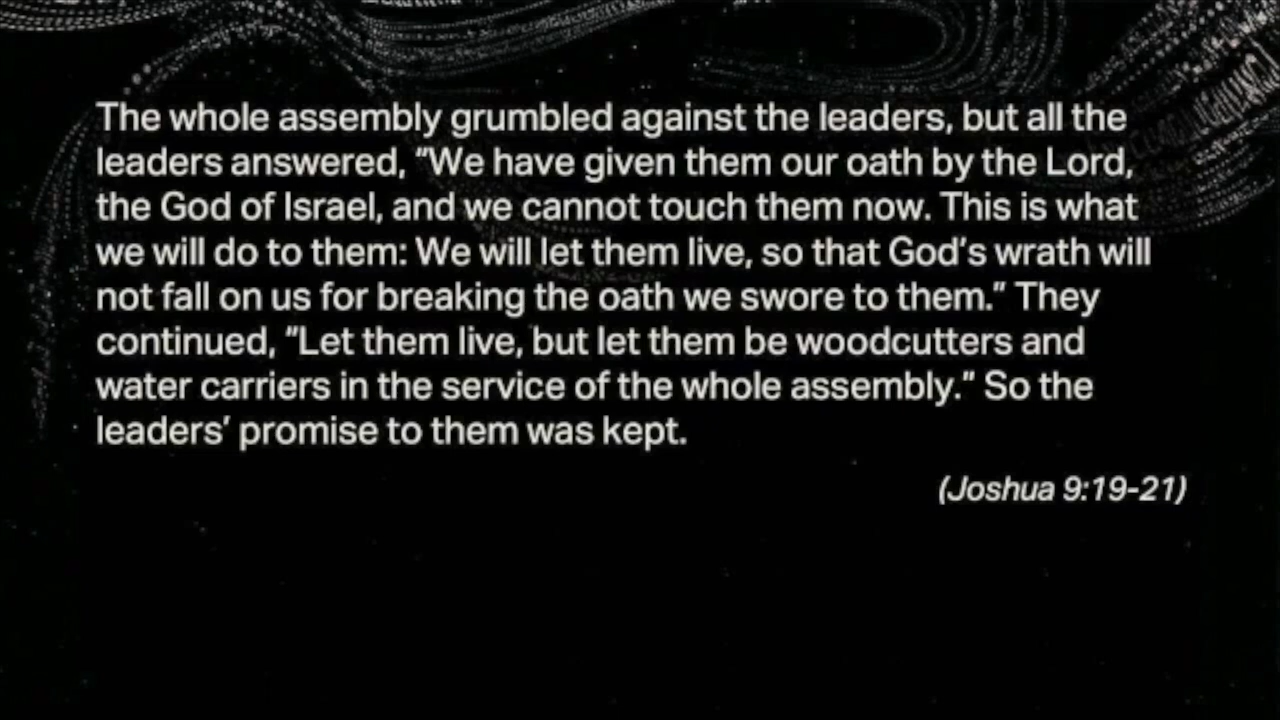 The whole assembly grumbled against the leaders, but all the
leaders answered, "We have given them our oath by the Lord,
the God of Israel, and we cannot touch them now. This is what
we will do to them: We will let them live, so that God's wrath will
not fall on us for breaking the oath we swore to them." They
continued, "Let them live, but let them be woodcutters and
water carriers in the service of the whole assembly." So the
leaders' promise to them was kept.
(Joshua 9:19-21)